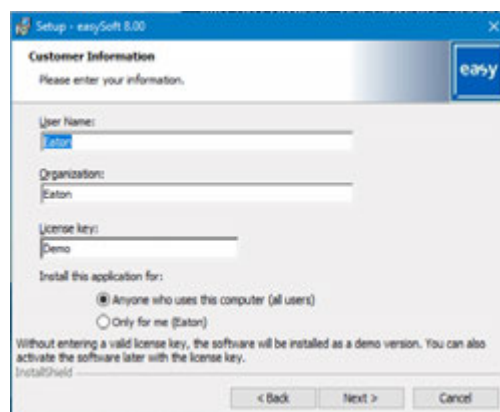 Setup - easySoft 8.00
Customer Information
Please enter your information.
easy
User Name:
Eaton
Organization:
Eaton
License key:
Demo
Install this application for:
Anyone who uses this computer (all users)
Only for me (Eaton)
Without entering a valid license key, the software will be installed as a demo version. You can also
activate the software later with the license key.
InstallShield
< Back Next > Cancel